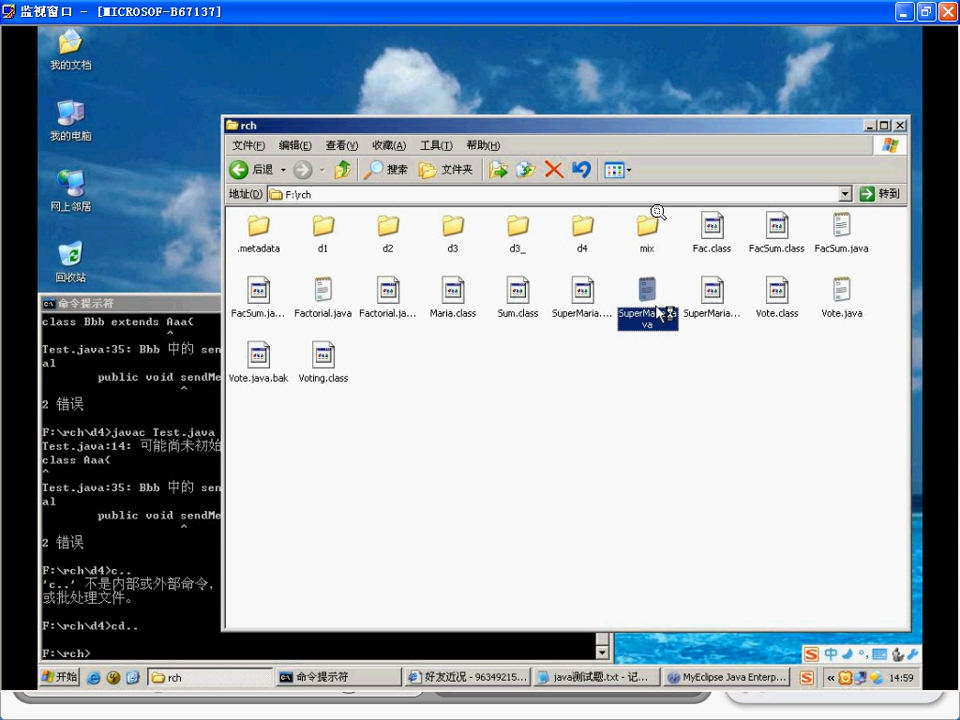 监视窗口 - [MICROSOF-B67137]
我的文档
我的电脑
网上邻居
回收站
rch
文件(F) 编辑(E) 查看(V) 收藏(A) 工具(T) 帮助(H)
后退 搜索 文件夹
地址(D) F:\rch 转到
.metadata d1 d2 d3 d3_ d4 mix Fac.class FacSum.class FacSum.java
FacSum.ja... Factorial.java Factorial.ja... Maria.class Sum.class SuperMaria.... SuperMaria... Vote.class Vote.java
Vote.java.bak Voting.class
命令提示符
class Bbb extends Aaa{
^
Test.java:35: Bbb 中的 sen
al
public void sendMe
^
2 错误
F:\rch\d4>javac Test.java
Test.java:14: 可能尚未初始
class Aaa{
^
Test.java:35: Bbb 中的 sen
al
public void sendMe
^
2 错误
F:\rch\d4>c..
'c..' 不是内部或外部命令,
或批处理文件。
F:\rch\d4>cd..
F:\rch>
开始 rch 命令提示符 好友近况 - 96349215... java测试题.txt - 记... MyEclipse Java Enterp... 14:59
中